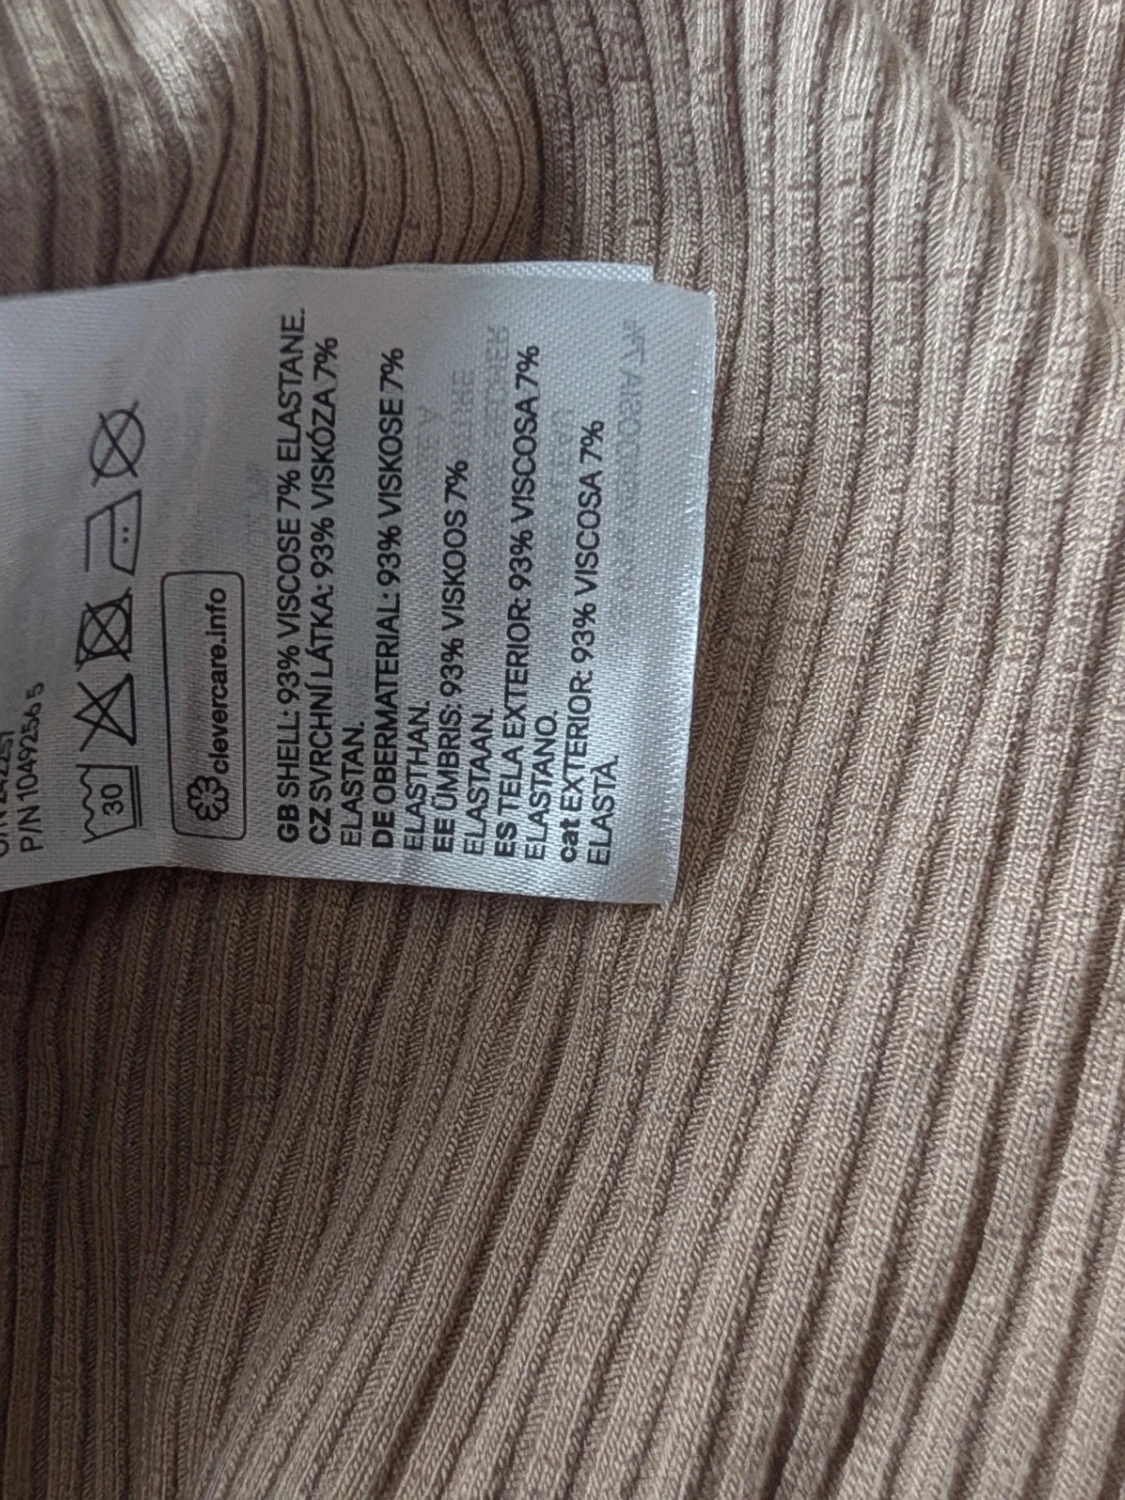 P/N 1049256 5
30
clevercare.info
GB SHELL: 93% VISCOSE 7% ELASTANE.
CZ SVRCHNÍ LÁTKA: 93% VISKÓZA 7%
ELASTAN.
DE OBERMATERIAL: 93% VISKOSE 7%
ELASTHAN.
EE ÜMBRIS: 93% VISKOOS 7%
ELASTAAN.
ES TELA EXTERIOR: 93% VISCOSA 7%
ELASTANO.
cat EXTERIOR: 93% VISCOSA 7%
ELASTÀ